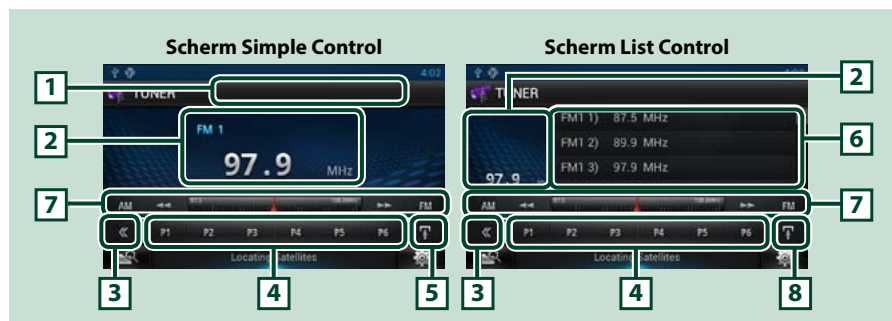 Scherm Simple Control
Scherm List Control
4:02
TUNER
TUNER
1
2
FM 1
97.9
MHz
2
97.9
FM1 1) 87.5 MHz
FM1 2) 89.9 MHz
FM1 3) 97.9 MHz
6
7
AM
FM
AM
FM
7
P1 P2 P3 P4 P5 P6
P1 P2 P3 P4 P5 P6
Locating Satellites
Locating Satellites
3
4
5
3
4
8